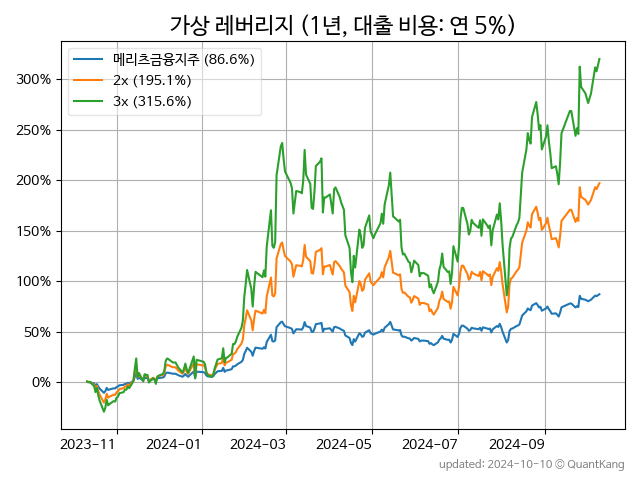 가상 레버리지 (1년, 대출 비용: 연 5%)
메리츠금융지주 (86.6%)
2x (195.1%)
3x (315.6%)
300%
250%
200%
150%
100%
50%
0%
2023-11
2024-01
2024-03
2024-05
2024-07
2024-09
updated: 2024-10-10 © QuantKang